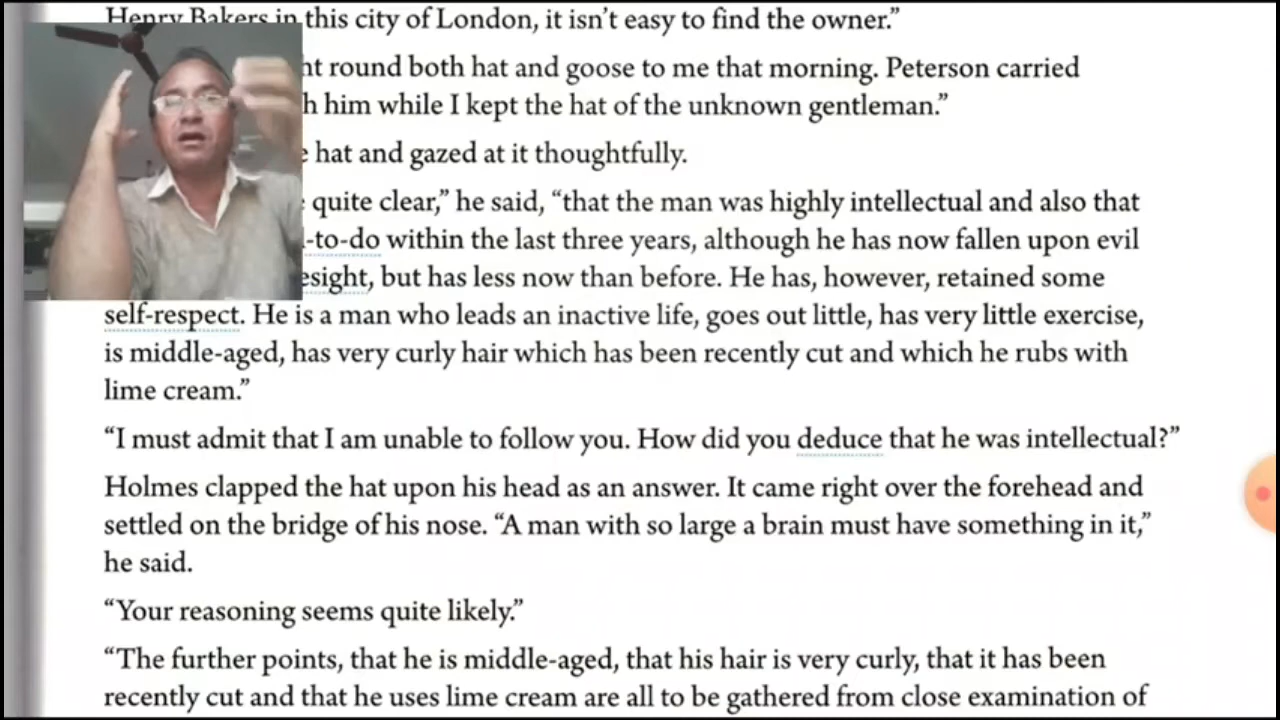 Henry Bakers in this city of London, it isn't easy to find the owner.”
round both hat and goose to me that morning. Peterson carried
him while I kept the hat of the unknown gentleman.”
hat and gazed at it thoughtfully.
quite clear,” he said, “that the man was highly intellectual and also that
-to-do within the last three years, although he has now fallen upon evil
but has less now than before. He has, however, retained some
self-respect. He is a man who leads an inactive life, goes out little, has very little exercise,
is middle-aged, has very curly hair which has been recently cut and which he rubs with
lime cream.”
“I must admit that I am unable to follow you. How did you deduce that he was intellectual?”
Holmes clapped the hat upon his head as an answer. It came right over the forehead and
settled on the bridge of his nose. “A man with so large a brain must have something in it,”
he said.
“Your reasoning seems quite likely.”
“The further points, that he is middle-aged, that his hair is very curly, that it has been
recently cut and that he uses lime cream are all to be gathered from close examination of